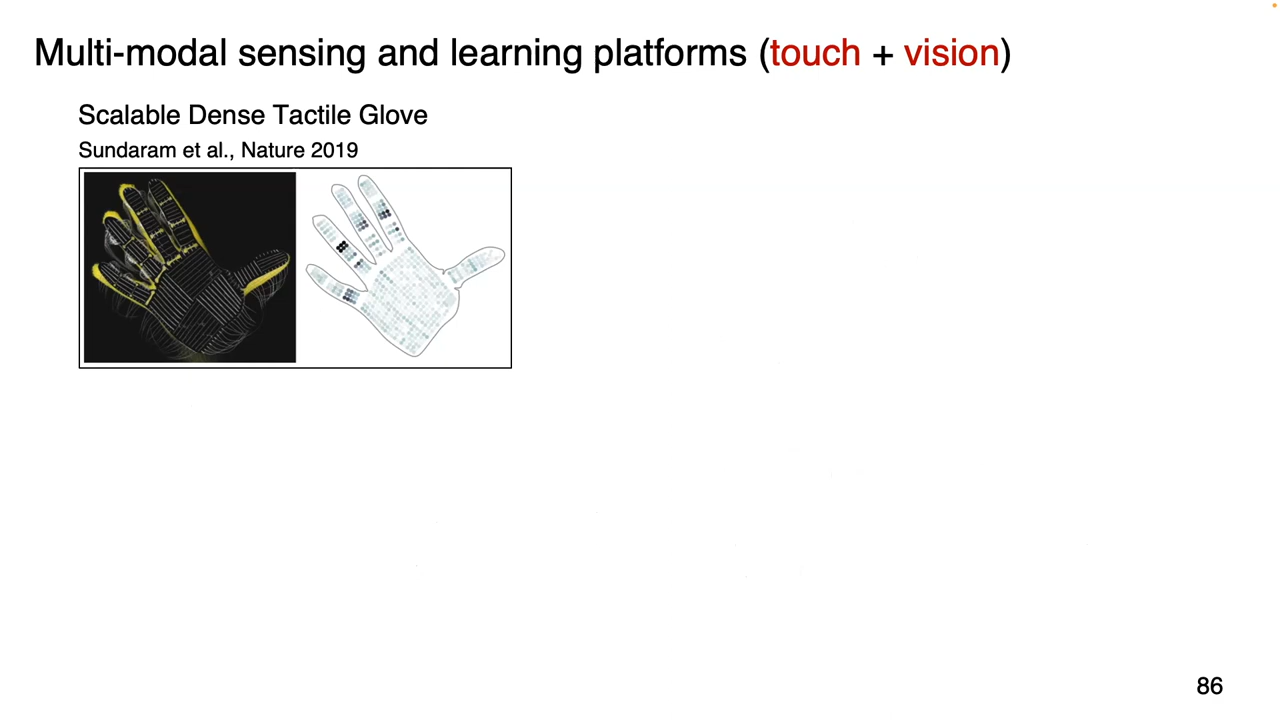 Multi-modal sensing and learning platforms (touch + vision)
Scalable Dense Tactile Glove
Sundaram et al., Nature 2019
86